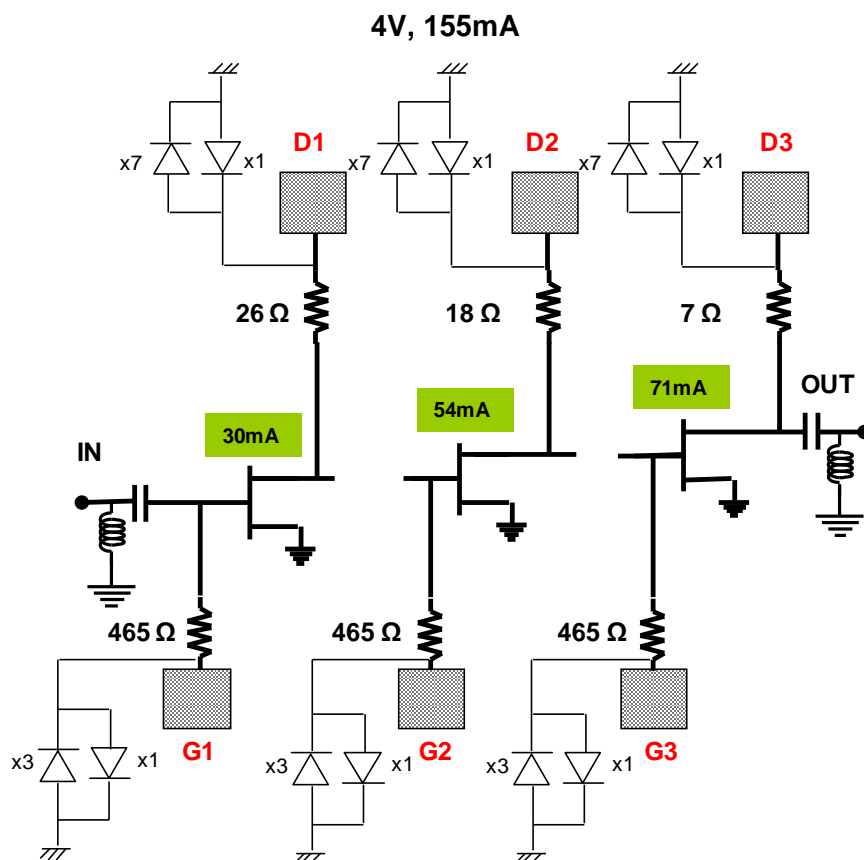 4V, 155mA
D1
D2
D3
x7
x1
x7
x1
x7
x1
26 Ω
18 Ω
7 Ω
71mA
OUT
54mA
30mA
IN
465 Ω
465 Ω
465 Ω
G1
G2
G3
x3
x1
x3
x1
x3
x1